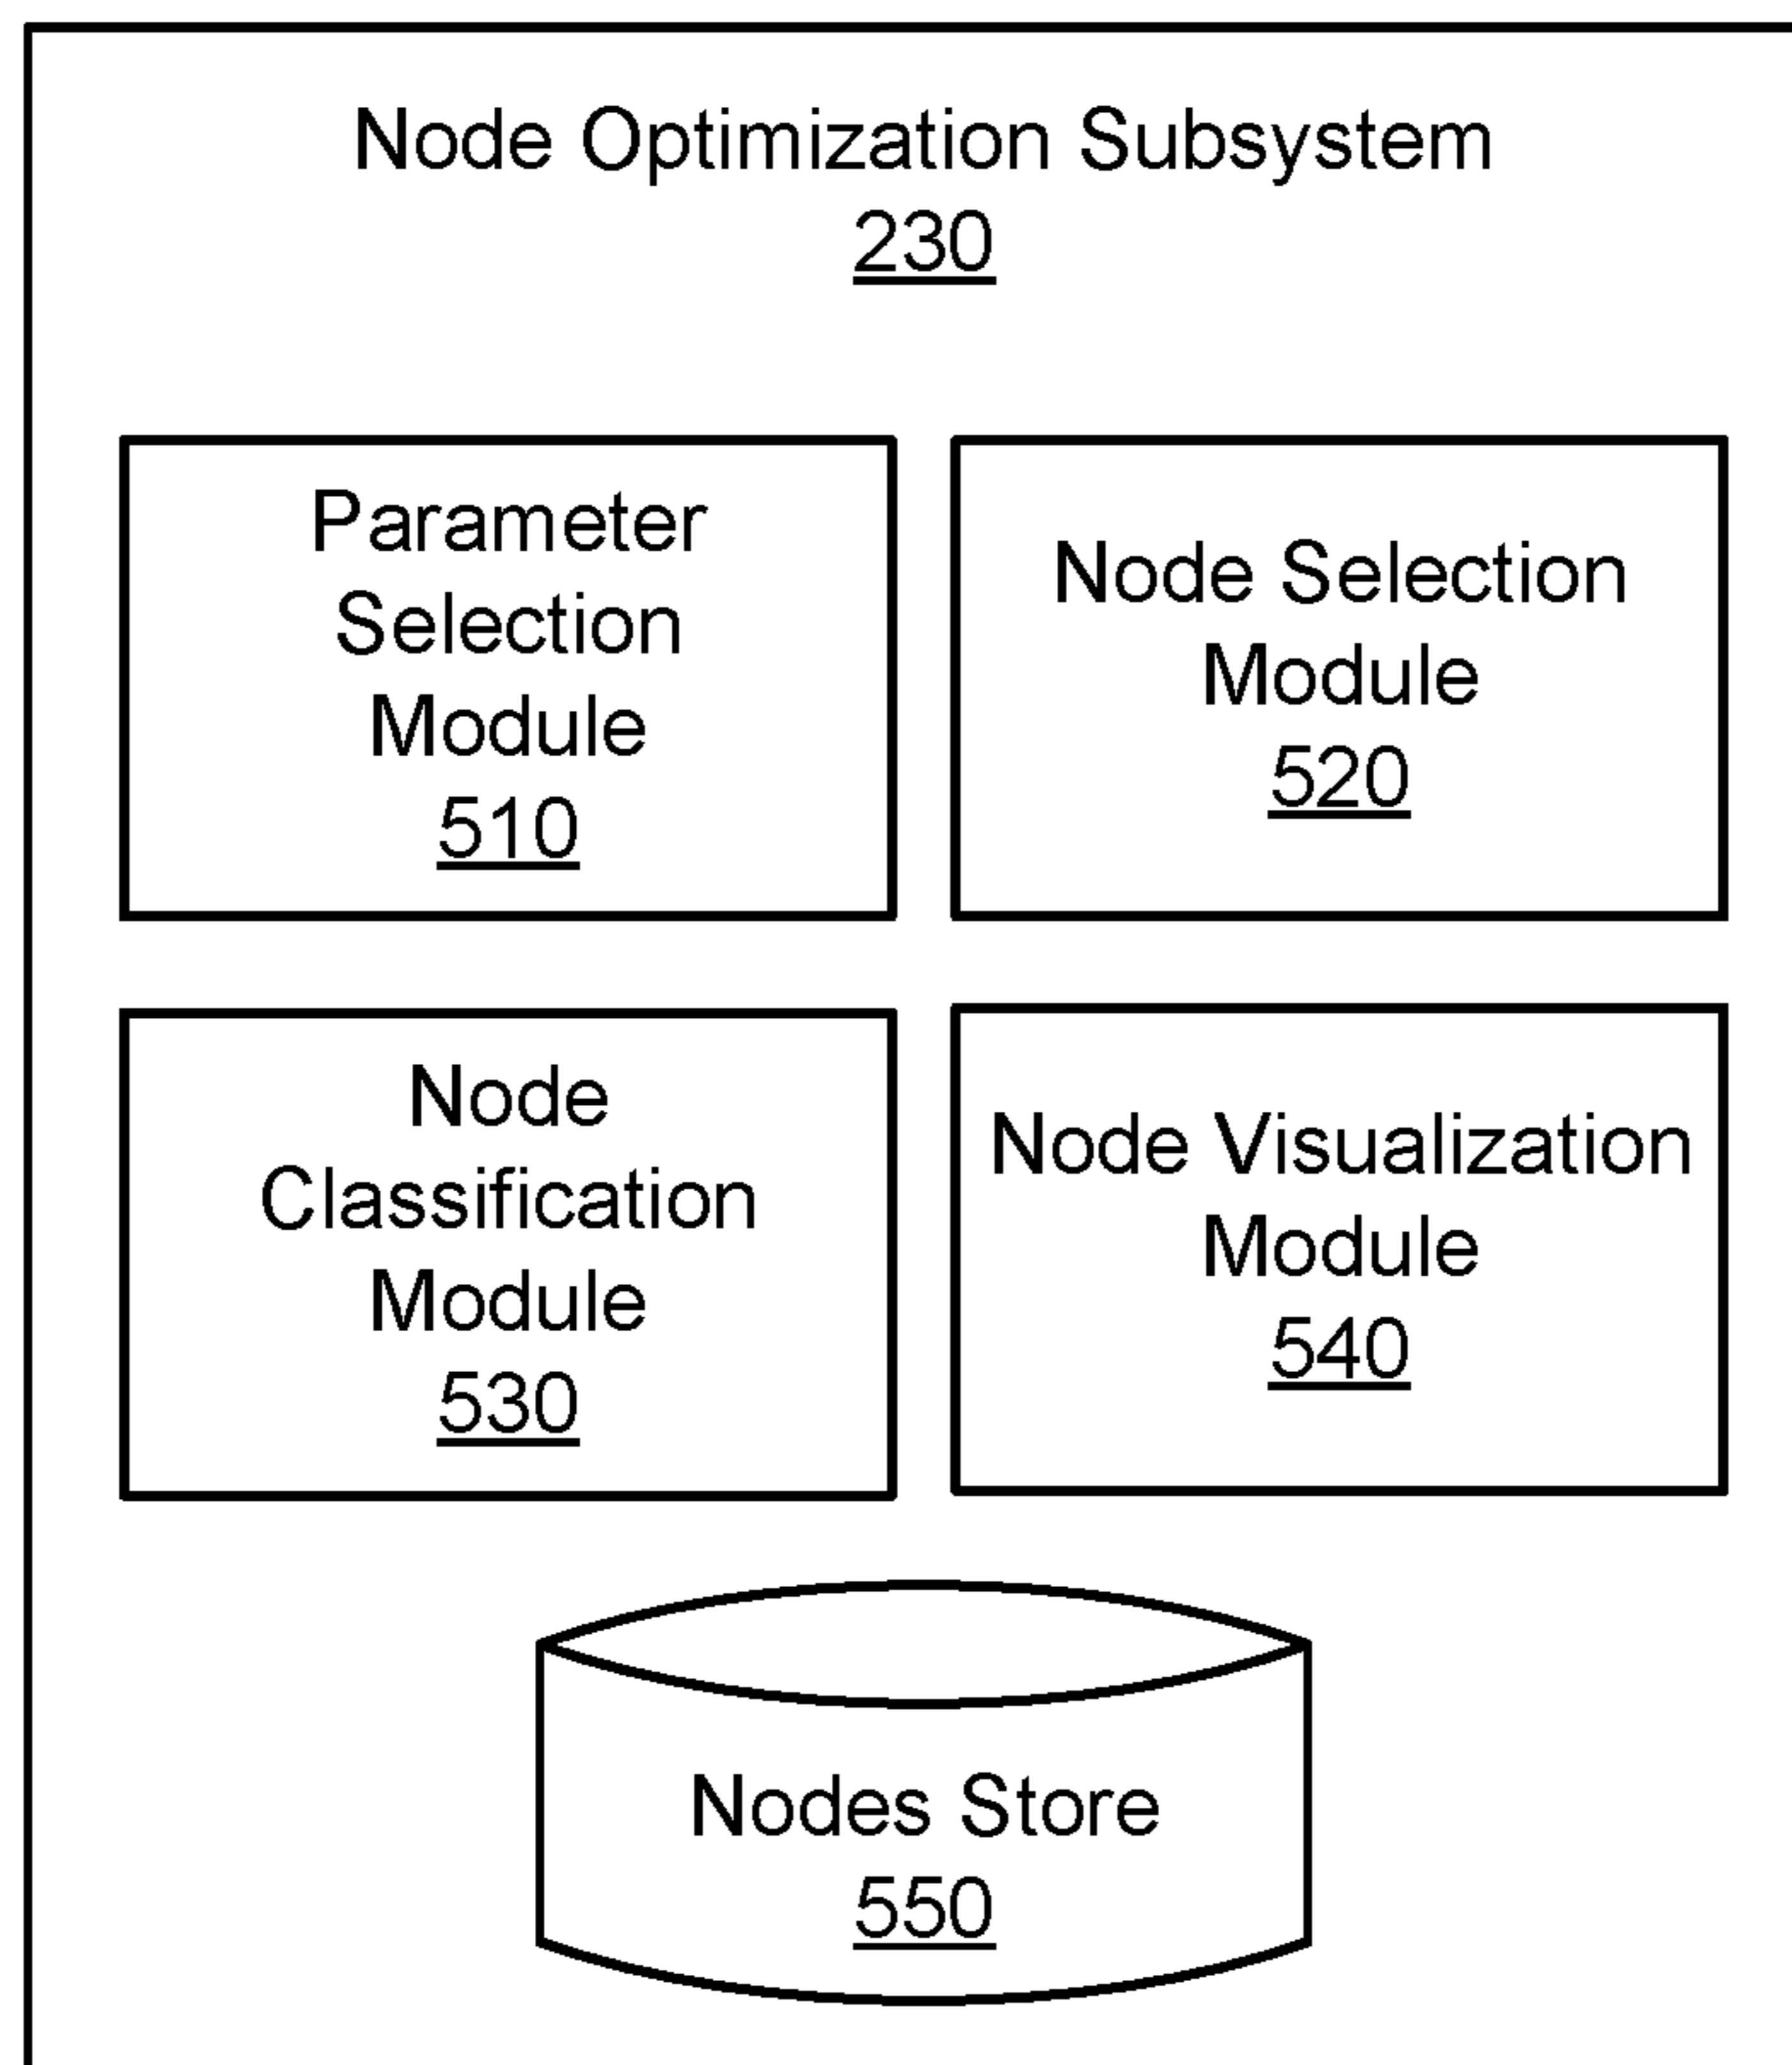 Node Optimization Subsystem
230
Parameter
Selection
Module
510
Node Selection
Module
520
Node
Classification
Module
530
Node Visualization
Module
540
Nodes Store
550